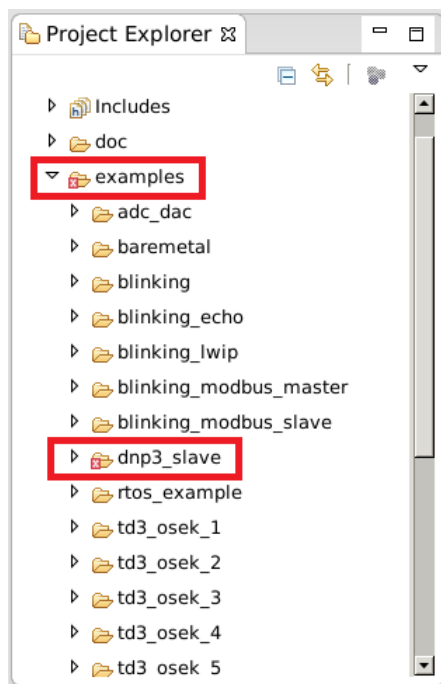 Project Explorer
Includes
doc
examples
adc_dac
baremetal
blinking
blinking_echo
blinking_lwip
blinking_modbus_master
blinking_modbus_slave
dnp3_slave
rtos_example
td3_osek_1
td3_osek_2
td3_osek_3
td3_osek_4
td3_osek_5